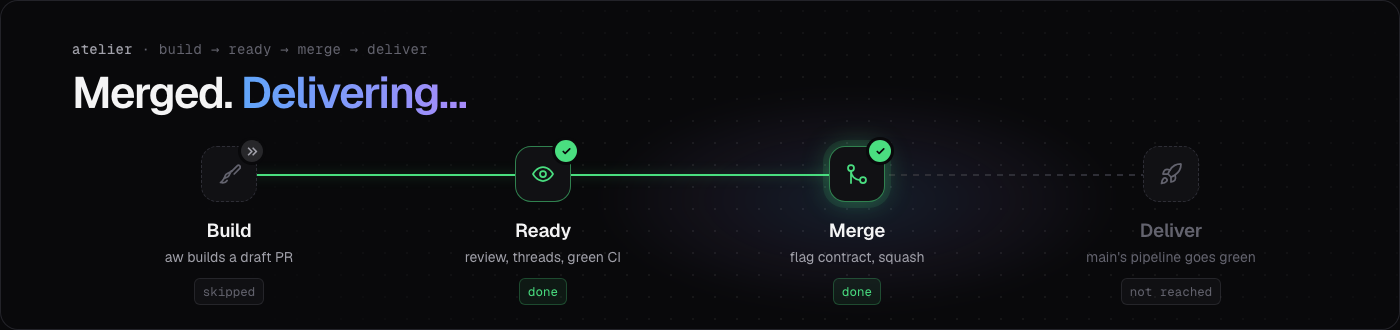 atelier · build → ready → merge → deliver
Merged. Delivering...
Build
aw builds a draft PR
skipped
Ready
review, threads, green CI
done
Merge
flag contract, squash
done
Deliver
main's pipeline goes green
not reached